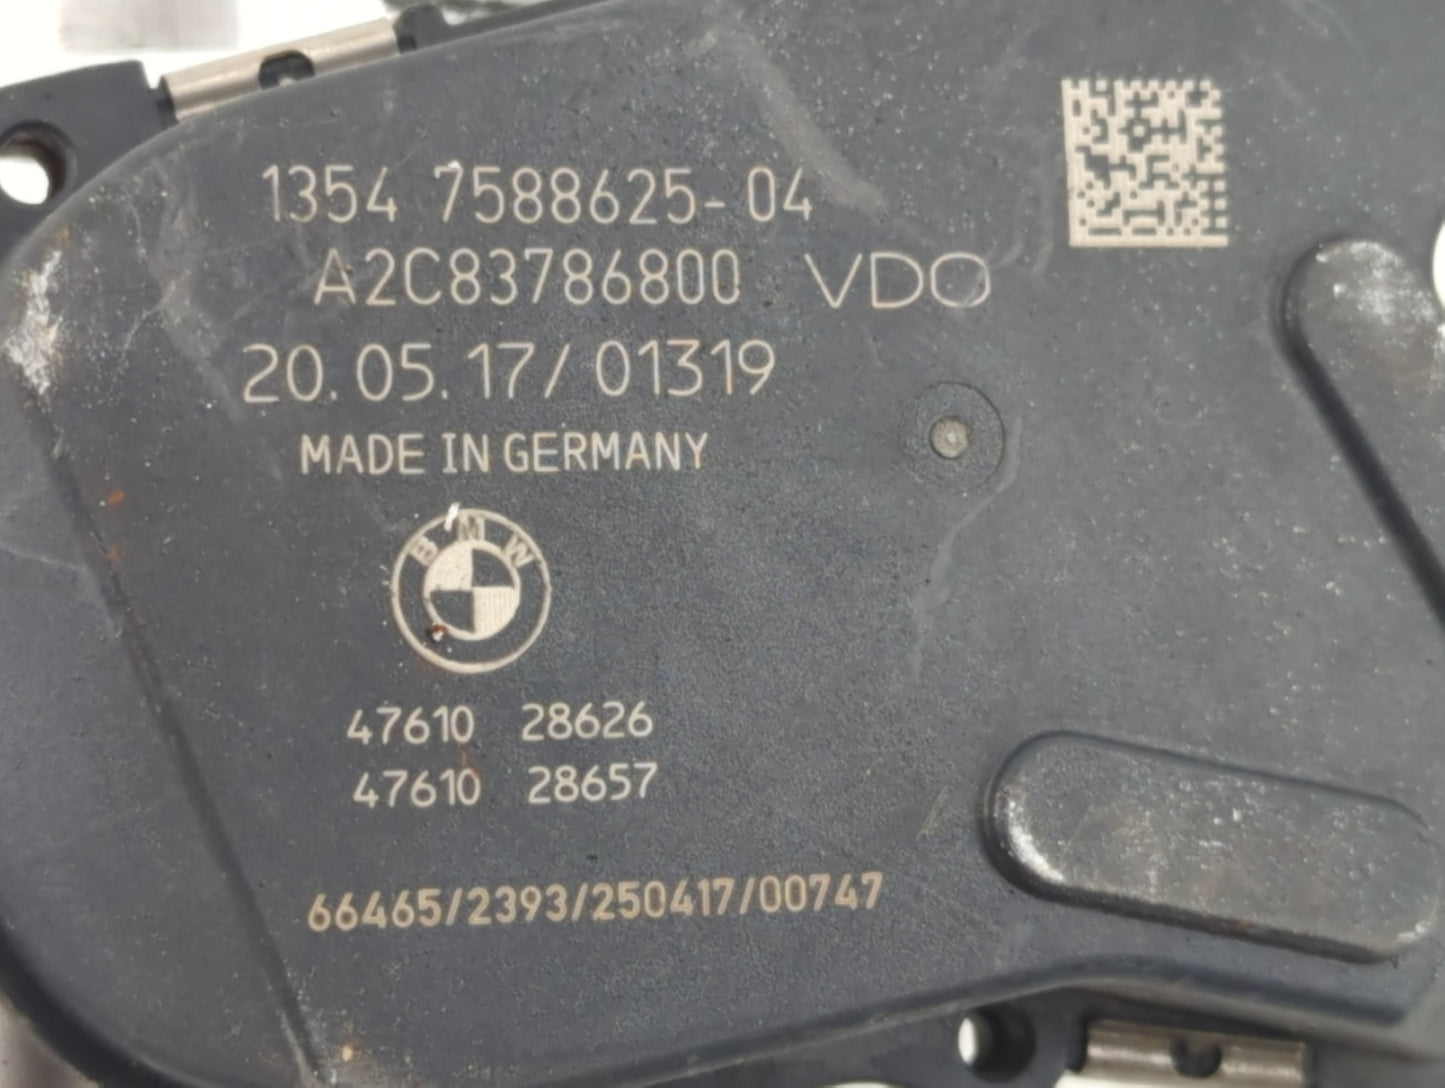 1354 7588625-04
A2C83786800 VDO
20.05.17/01319
MADE IN GERMANY
BMW
47610 28626
47610 28657
66465/2393/250417/00747